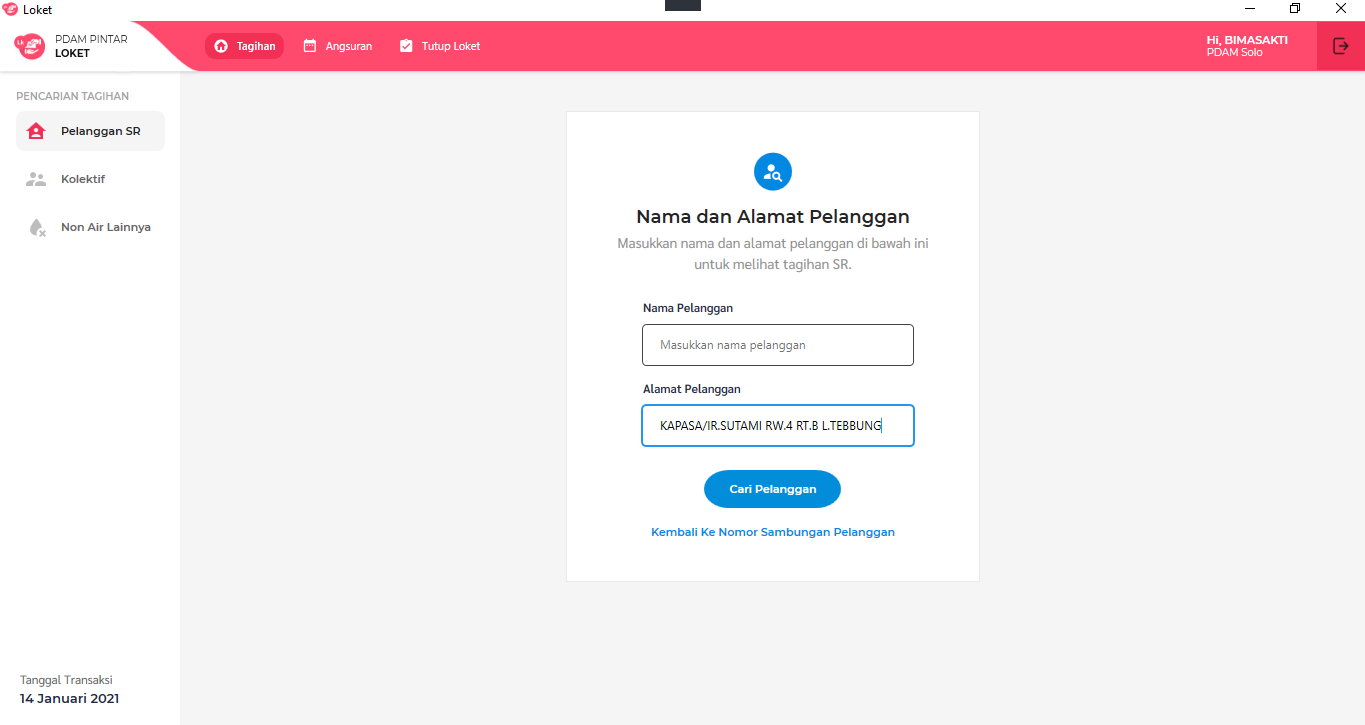 Loket
PDAM PINTAR
LOKET
Tagihan
Angsuran
Tutup Loket
Hi, BIMASAKTI
PDAM Solo
PENCARIAN TAGIHAN
Pelanggan SR
Kolektif
Non Air Lainnya
Nama dan Alamat Pelanggan
Masukkan nama dan alamat pelanggan di bawah ini
untuk melihat tagihan SR.
Nama Pelanggan
Masukkan nama pelanggan
Alamat Pelanggan
KAPASA/IR.SUTAMI RW.4 RT.B L.TEBBUNG
Cari Pelanggan
Kembali Ke Nomor Sambungan Pelanggan
Tanggal Transaksi
14 Januari 2021